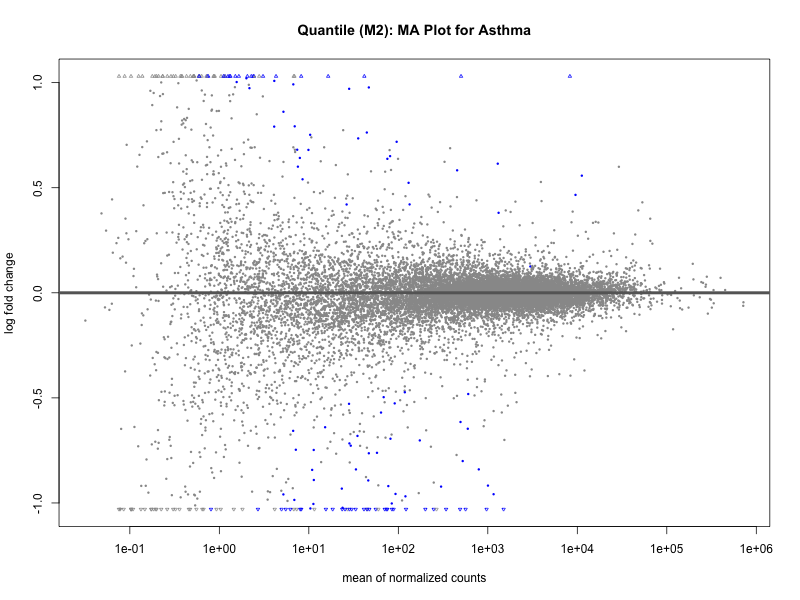 Quantile (M2): MA Plot for Asthma
log fold change
1.0
0.5
0.0
-0.5
-1.0
1e-01 1e+00 1e+01 1e+02 1e+03 1e+04 1e+05 1e+06
mean of normalized counts